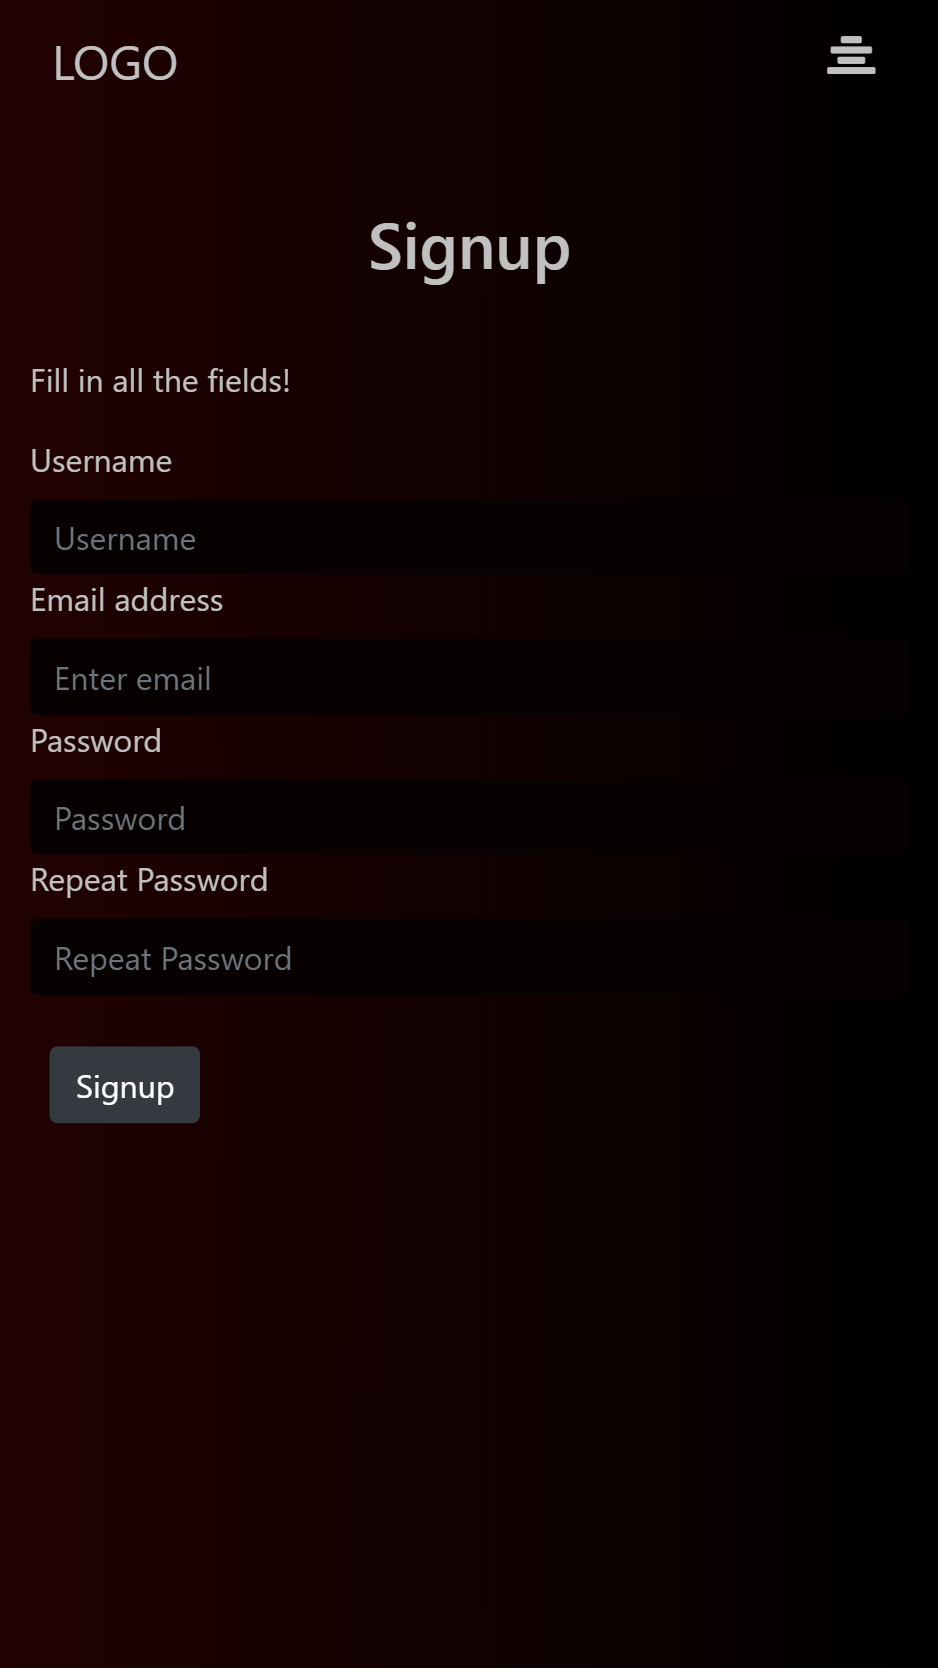 LOGO
Signup
Fill in all the fields!
Username
Username
Email address
Enter email
Password
Password
Repeat Password
Repeat Password
Signup